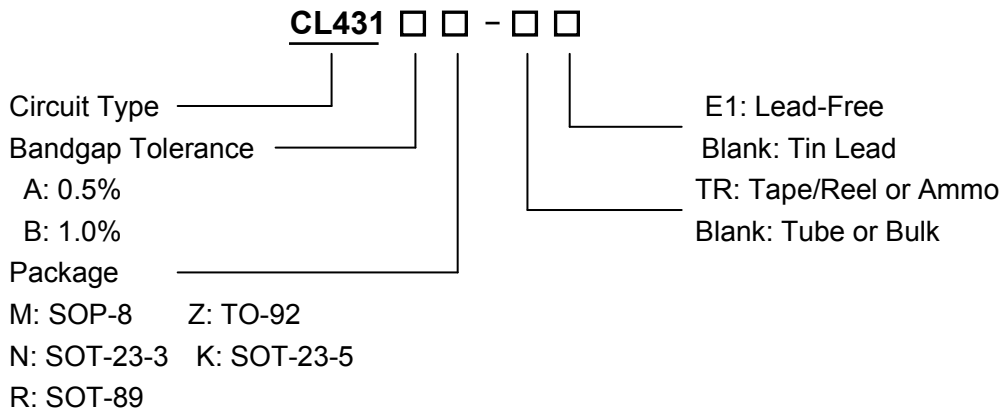 CL431 □ □ - □ □
Circuit Type
Bandgap Tolerance
A: 0.5%
B: 1.0%
Package
M: SOP-8 Z: TO-92
N: SOT-23-3 K: SOT-23-5
R: SOT-89
E1: Lead-Free
Blank: Tin Lead
TR: Tape/Reel or Ammo
Blank: Tube or Bulk